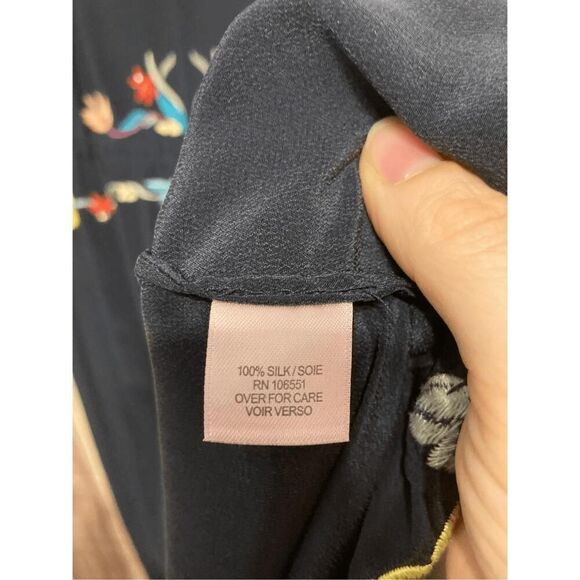 100% SILK / SOIE
RN 106551
OVER FOR CARE
VOIR VERSO